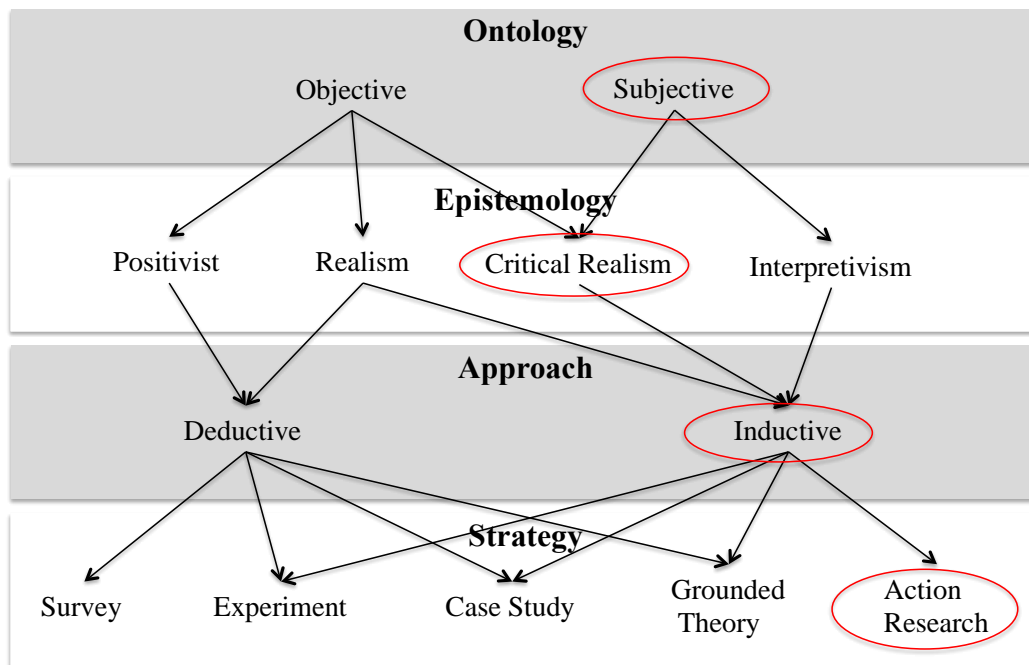 Ontology
Objective
Subjective
Epistemology
Positivist
Realism
Critical Realism
Interpretivism
Approach
Deductive
Inductive
Strategy
Survey
Experiment
Case Study
Grounded
Theory
Action
Research